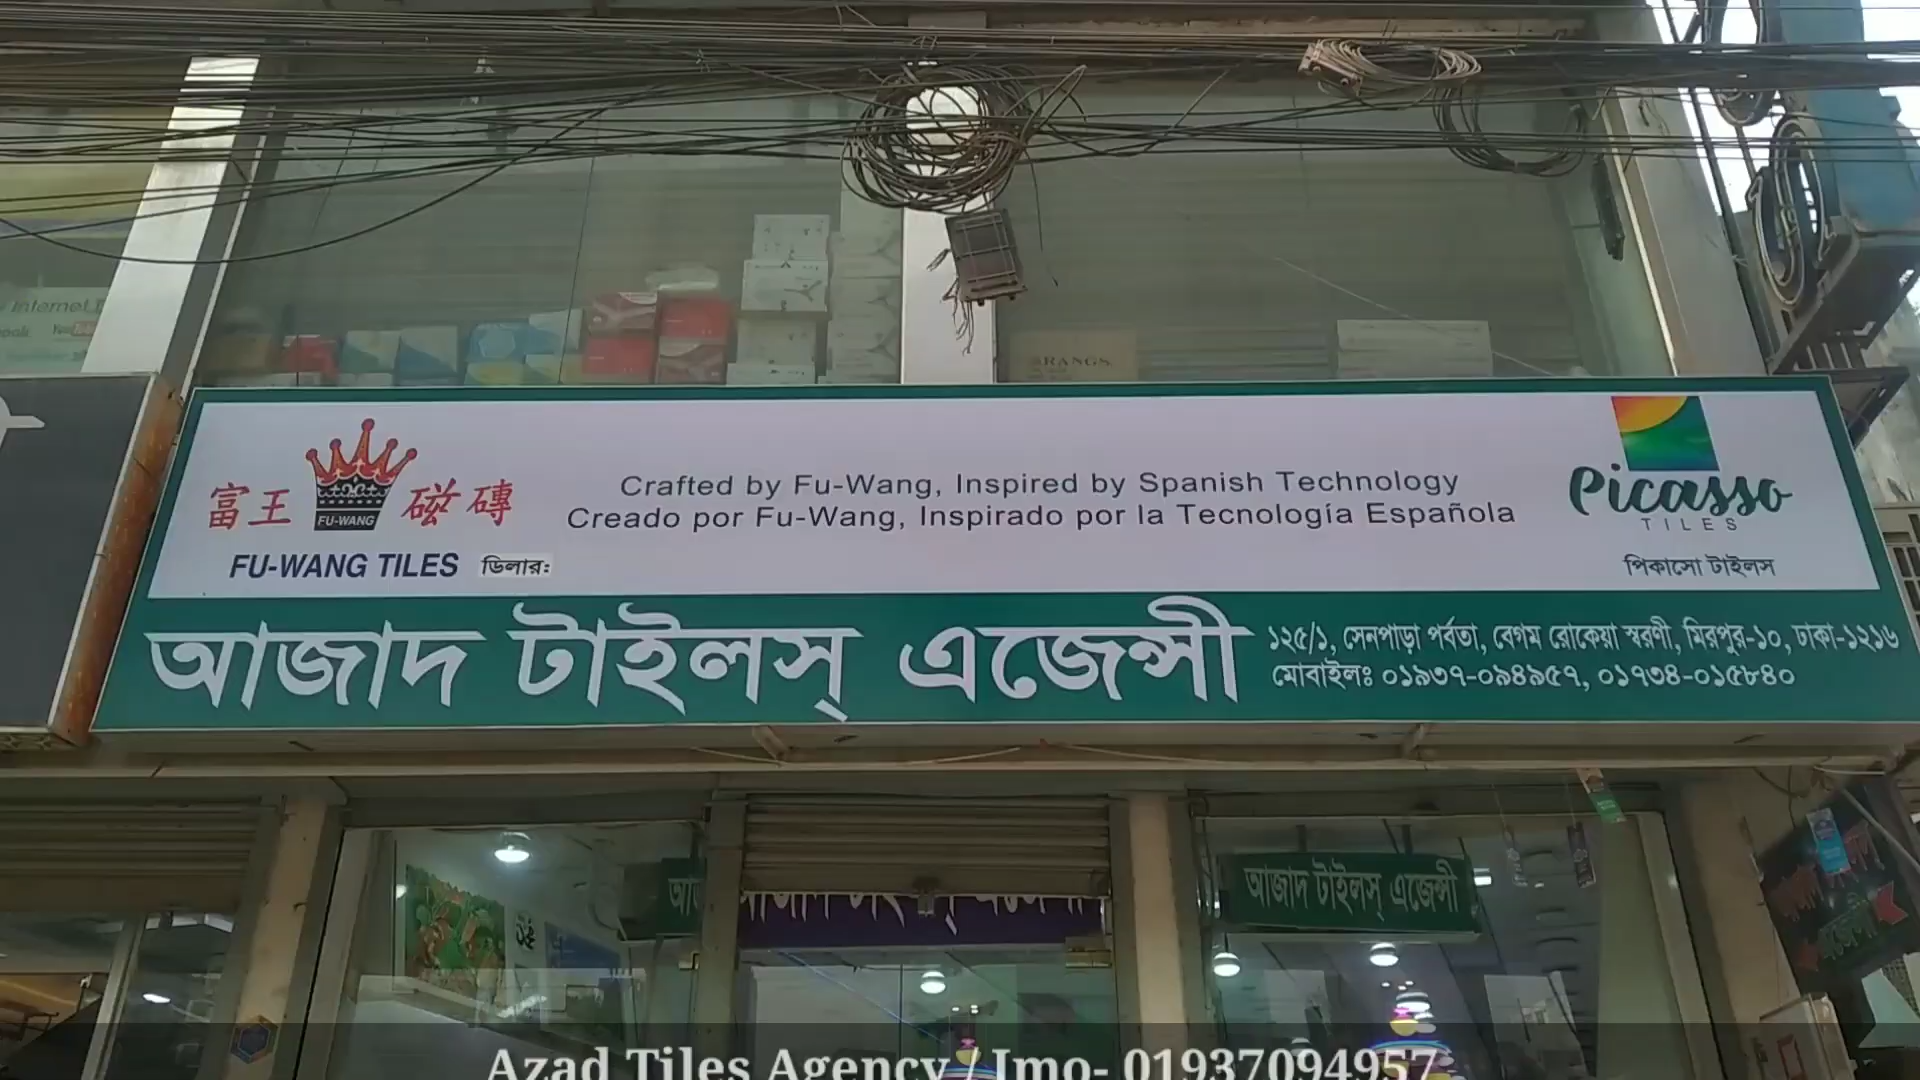 Internet
ARANGS
富王
FU-WANG
磁磚
FU-WANG TILES ডিলার:
Crafted by Fu-Wang, Inspired by Spanish Technology
Creado por Fu-Wang, Inspirado por la Tecnología Española
Picasso
TILES
পিকাসো টাইলস
আজাদ টাইলস্ এজেন্সী
১২৫/১, সেনপাড়া পর্বতা, বেগম রোকেয়া স্বরণী, মিরপুর-১০, ঢাকা-১২১৬
মোবাইলঃ ০১৯৩৭-০৯৪৯৫৭, ০১৭৩৪-০১৫৮৪০
আজাদ টাইলস্ এজেন্সী
Azad Tiles Agency / Imo- 01937094957